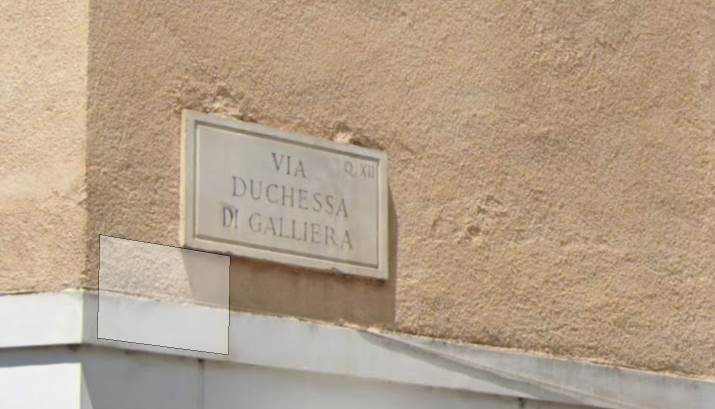 VIA
Q. XII
DUCHESSA
DI GALLIERA